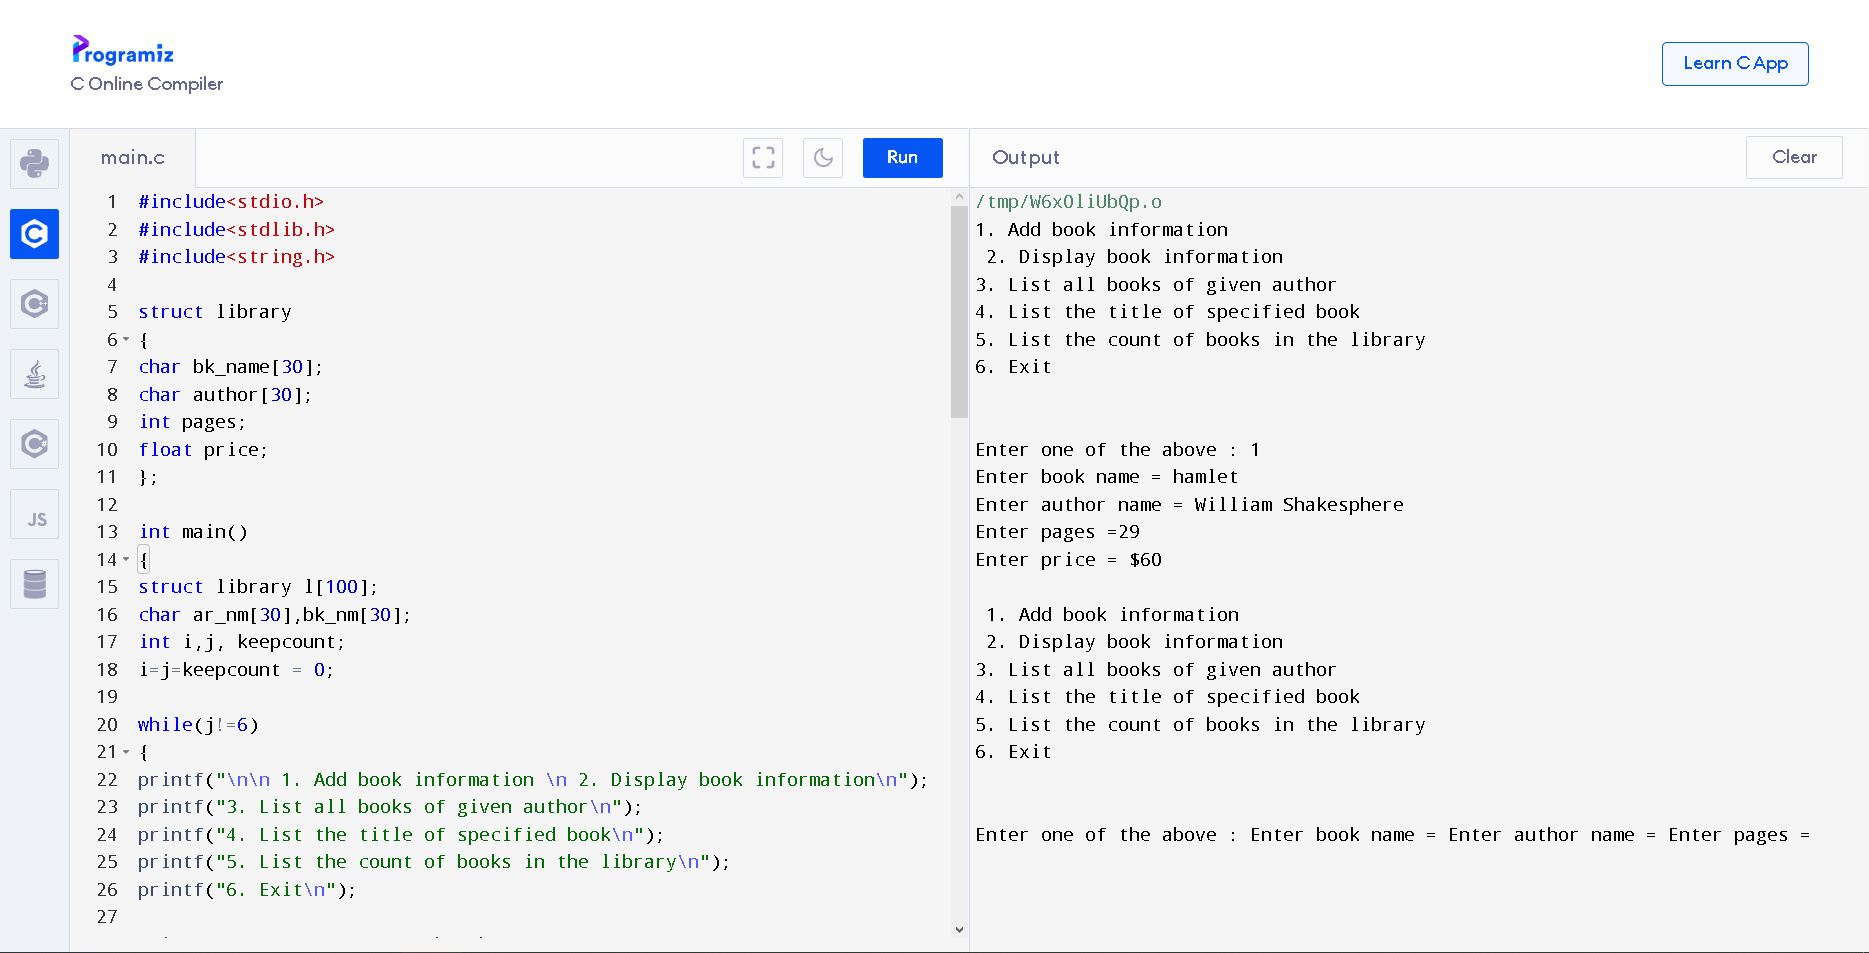 Programiz
C Online Compiler
Learn C App
main.c
Run
Output
Clear
JS
1 #include<stdio.h>
2 #include<stdlib.h>
3 #include<string.h>
4
5 struct library
6 {
7 char bk_name[30];
8 char author[30];
9 int pages;
10 float price;
11 };
12
13 int main()
14 {
15 struct library l[100];
16 char ar_nm[30],bk_nm[30];
17 int i,j, keepcount;
18 i=j=keepcount = 0;
19
20 while(j!=6)
21 {
22 printf("\n\n 1. Add book information \n 2. Display book information\n");
23 printf("3. List all books of given author\n");
24 printf("4. List the title of specified book\n");
25 printf("5. List the count of books in the library\n");
26 printf("6. Exit\n");
27
/tmp/W6xOliUbQp.o
1. Add book information
2. Display book information
3. List all books of given author
4. List the title of specified book
5. List the count of books in the library
6. Exit
Enter one of the above : 1
Enter book name = hamlet
Enter author name = William Shakesphere
Enter pages =29
Enter price = $60
1. Add book information
2. Display book information
3. List all books of given author
4. List the title of specified book
5. List the count of books in the library
6. Exit
Enter one of the above : Enter book name = Enter author name = Enter pages =